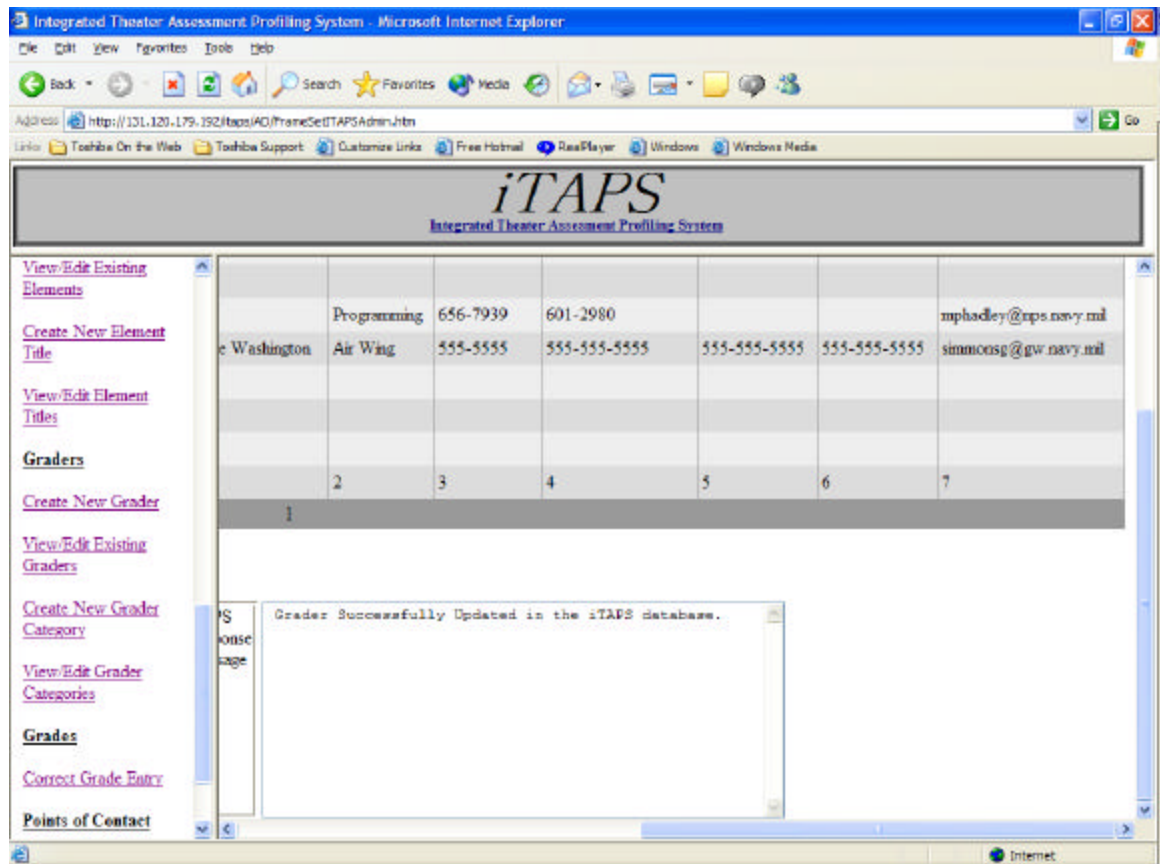 Integrated Theater Assessment Profiling System - Microsoft Internet Explorer
File Edit View Favorites Tools Help
Back Search Favorites Media
Address http://131.120.179.192/itaps/AO/FrameSetITAPSAdmin.htm Go
Links Toshiba On the Web Toshiba Support Customize Links Free Hotmail RealPlayer Windows Windows Media
iTAPS
Integrated Theater Assessment Profiling System
View/Edit Existing
Elements
Create New Element
Title
View/Edit Element
Titles
Graders
Create New Grader
View/Edit Existing
Graders
Create New Grader
Category
View/Edit Grader
Categories
Grades
Correct Grade Entry
Points of Contact
Programming 656-7939 601-2980 mphadley@nps.navy.mil
e Washington Air Wing 555-5555 555-555-5555 555-555-5555 555-555-5555 simmonsg@gw.navy.mil
2 3 4 5 6 7
1
PS
ponse
sage
Grader Successfully Updated in the iTAPS database.
Internet